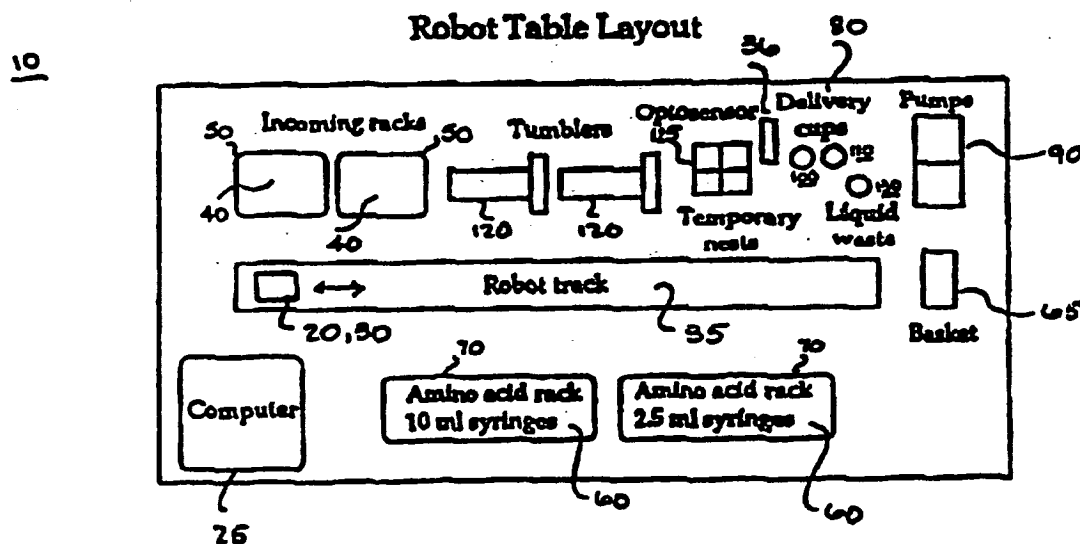 Robot Table Layout
10
36
80
Incoming racks
50
50
Tumblers
Optosensor
125
Delivery
cups
Pumps
110
100
130
90
40
40
120
120
Temporary
nests
Liquid
waste
Robot track
20,30
35
65
Basket
Computer
70
Amino acid rack
10 ml syringes
70
Amino acid rack
2.5 ml syringes
60
60
25